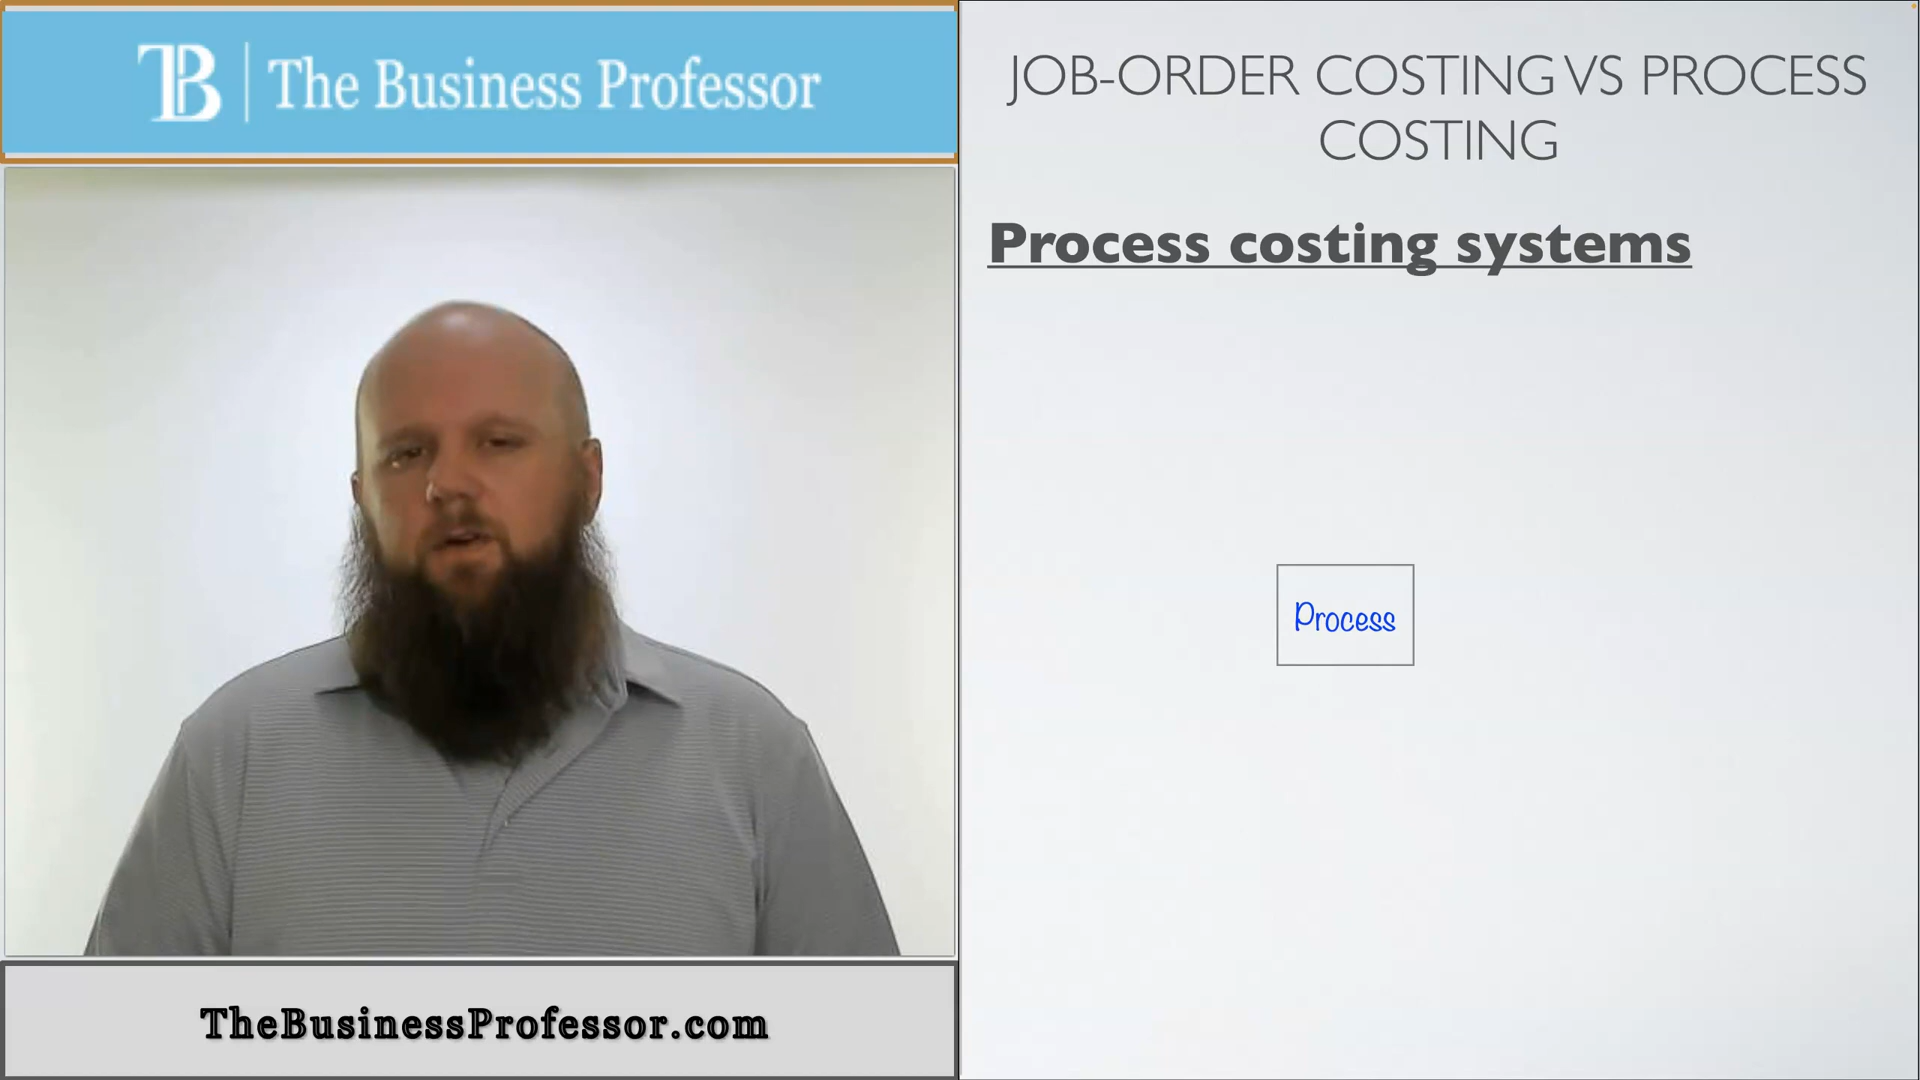 TB The Business Professor
TheBusinessProfessor.com
JOB-ORDER COSTING VS PROCESS
COSTING
Process costing systems
Process